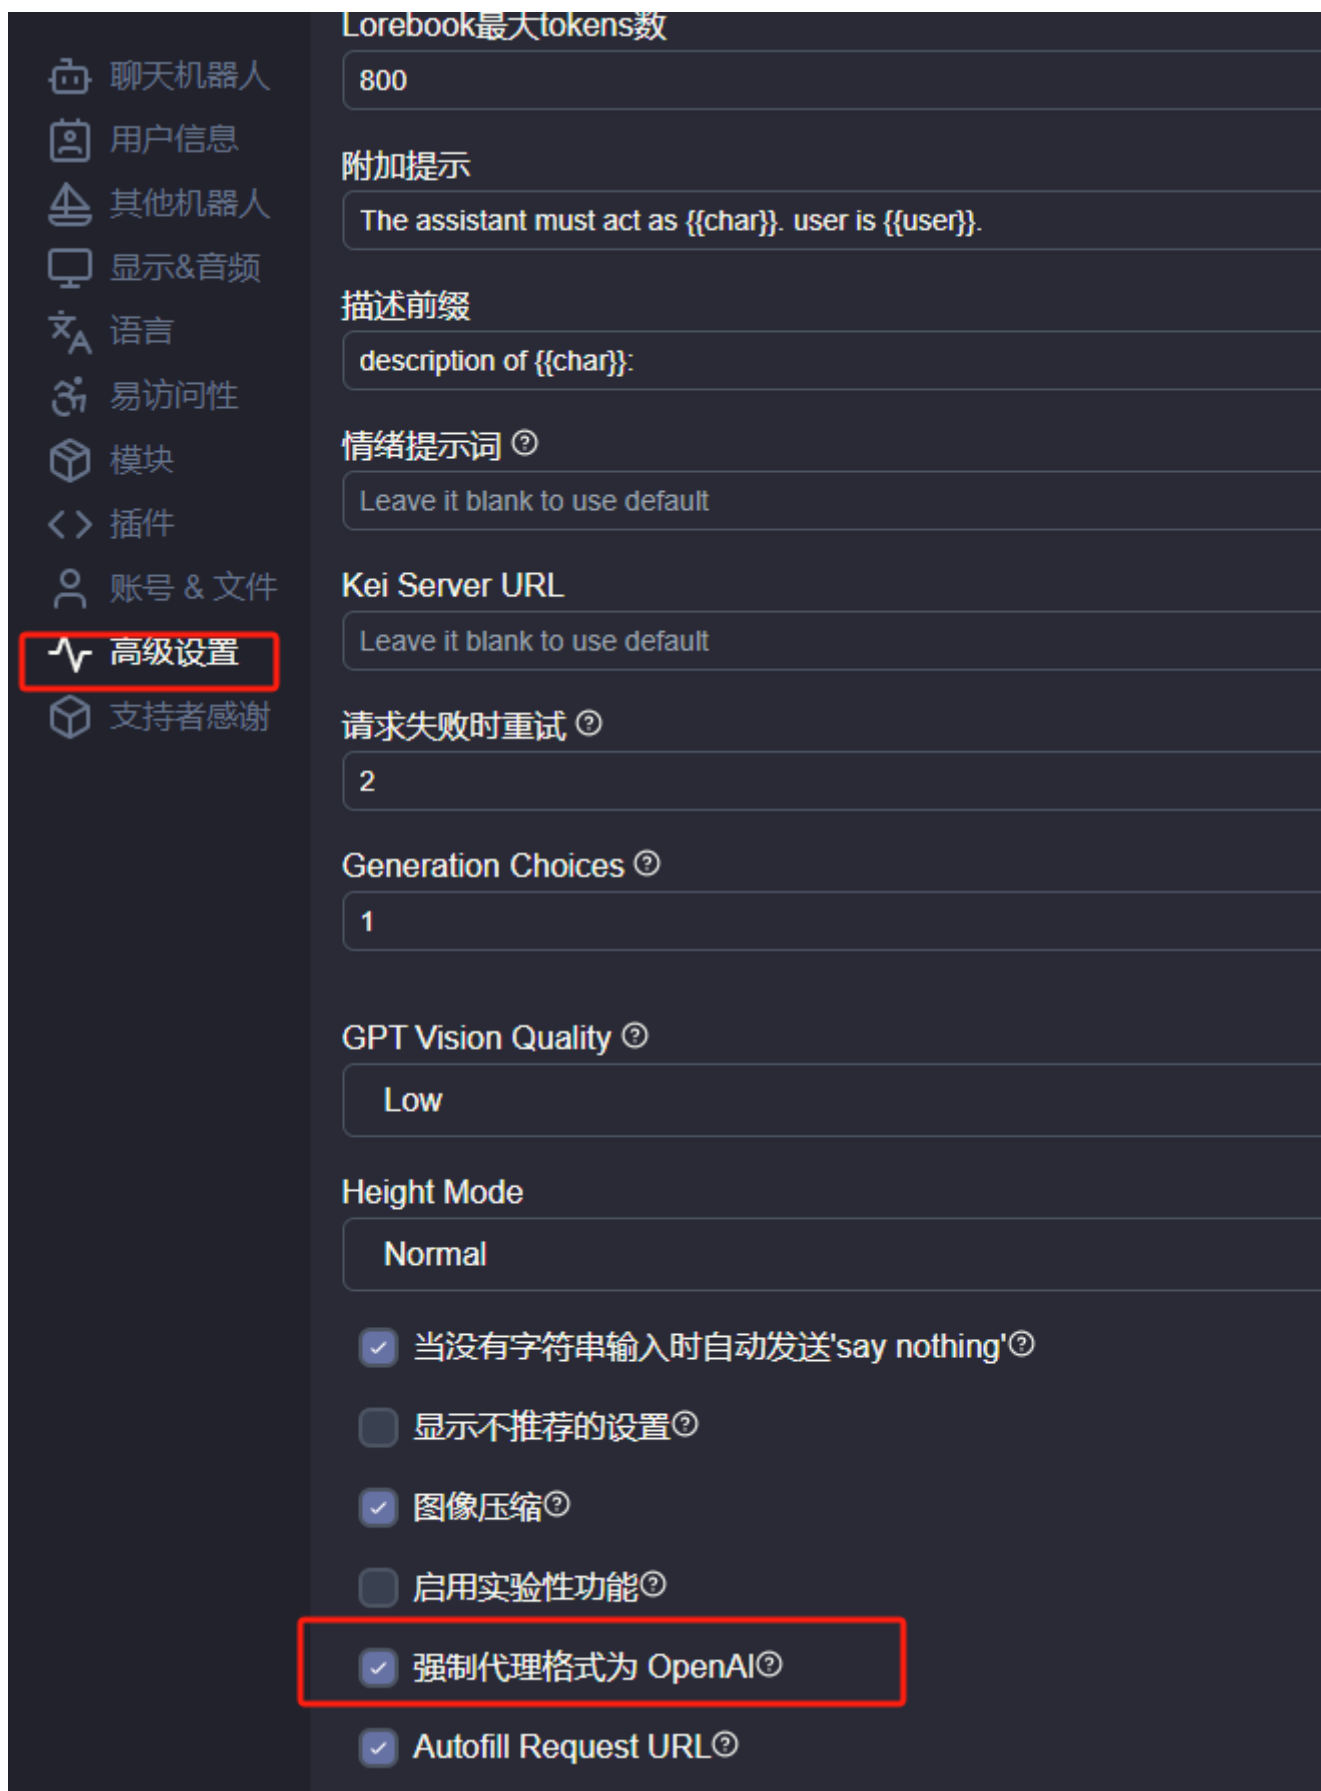 聊天机器人
用户信息
其他机器人
显示&音频
语言
易访问性
模块
插件
账号 & 文件
高级设置
支持者感谢
Lorebook最大tokens数
800
附加提示
The assistant must act as {{char}}. user is {{user}}.
描述前缀
description of {{char}}:
情绪提示词
Leave it blank to use default
Kei Server URL
Leave it blank to use default
请求失败时重试
2
Generation Choices
1
GPT Vision Quality
Low
Height Mode
Normal
当没有字符串输入时自动发送'say nothing'
显示不推荐的设置
图像压缩
启用实验性功能
强制代理格式为 OpenAI
Autofill Request URL